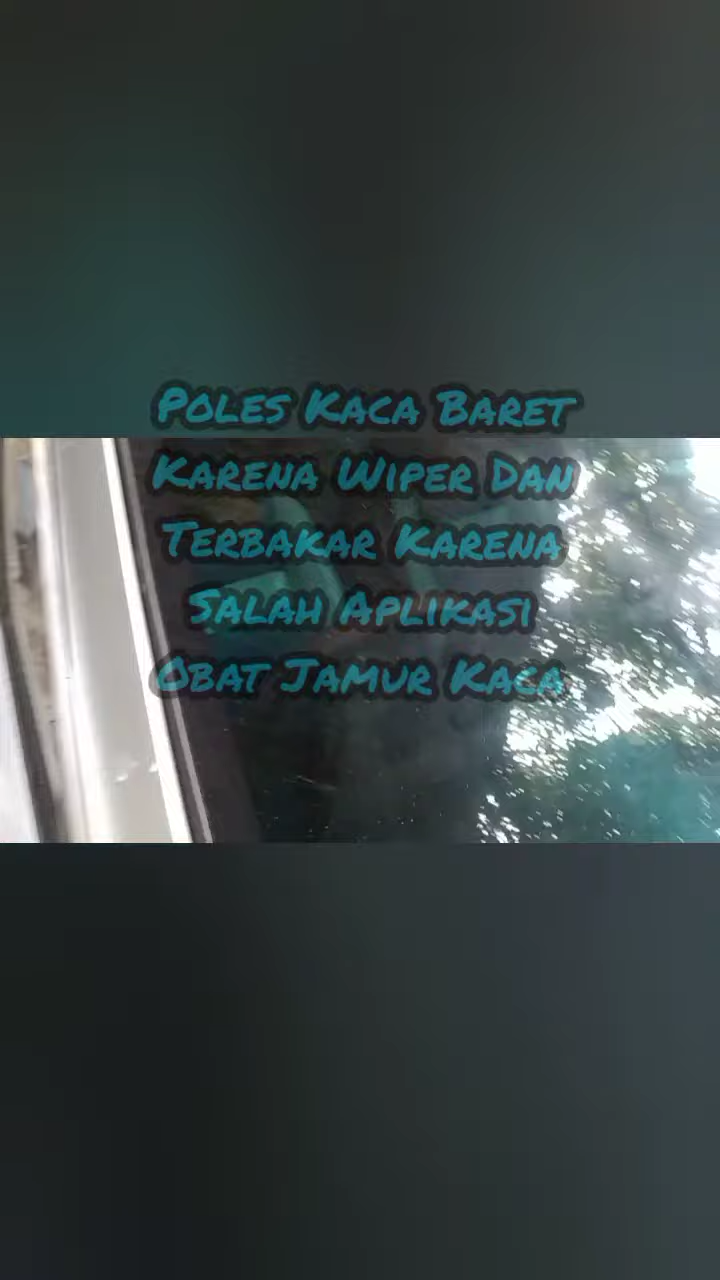 Poles Kaca Baret
Karena Wiper Dan
Terbakar Karena
Salah Aplikasi
Obat Jamur Kaca